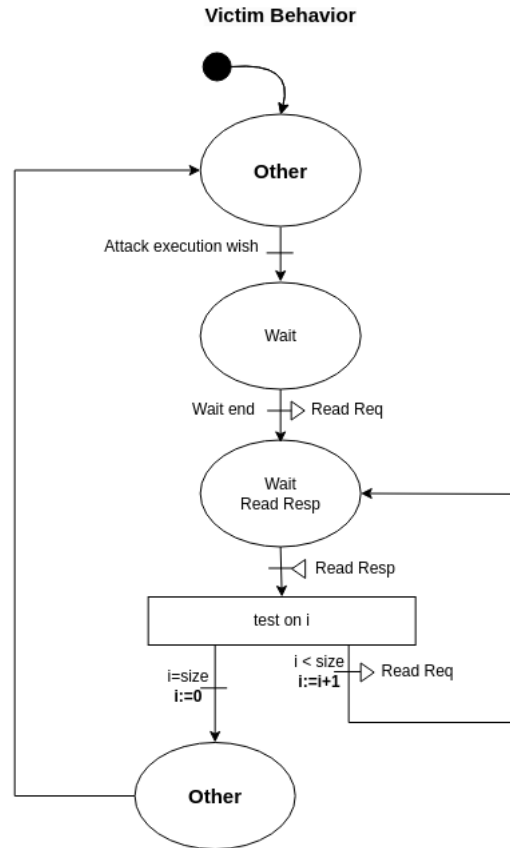 Victim Behavior
Other
Attack execution wish
Wait
Wait end
Read Req
Wait
Read Resp
Read Resp
test on i
i=size
i:=0
i < size
i:=i+1
Read Req
Other